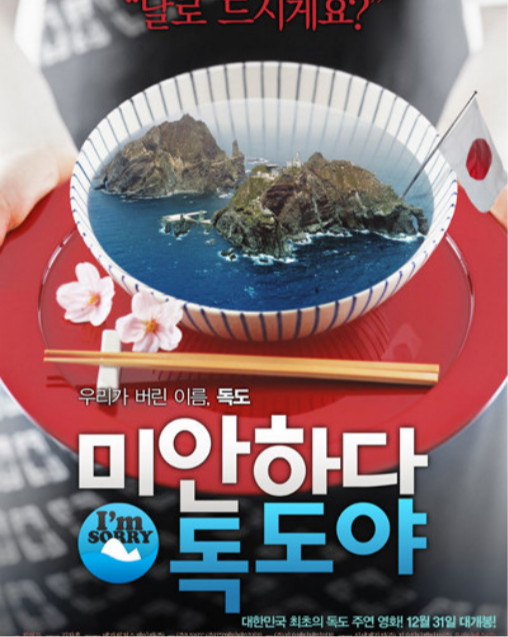 "날로 드시게요?"
우리가 버린 이름, 독도
미안하다
독도야
I'm
SORRY
대한민국 최초의 독도 주연 영화! 12월 31일 대개봉!